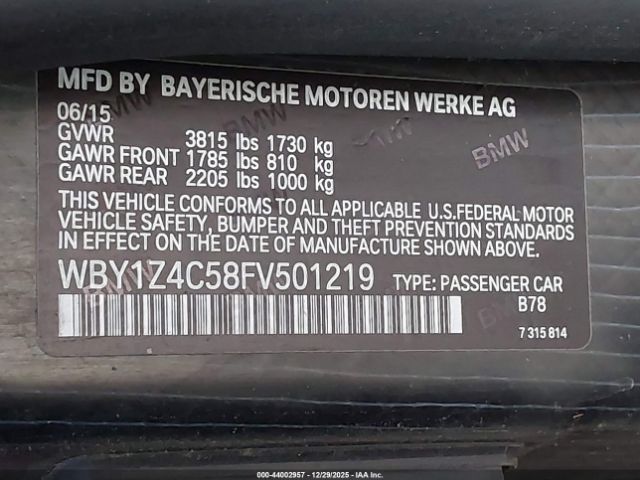 MFD BY BAYERISCHE MOTOREN WERKE AG
06/15
GVWR 3815 lbs 1730 kg
GAWR FRONT 1785 lbs 810 kg
GAWR REAR 2205 lbs 1000 kg
THIS VEHICLE CONFORMS TO ALL APPLICABLE U.S.FEDERAL MOTOR
VEHICLE SAFETY, BUMPER AND THEFT PREVENTION STANDARDS IN
EFFECT ON THE DATE OF MANUFACTURE SHOWN ABOVE.
WBY1Z4C58FV501219 TYPE: PASSENGER CAR
B78
7 315 814
BMW
000-44002957 - 12/29/2025 - IAAI, Inc.